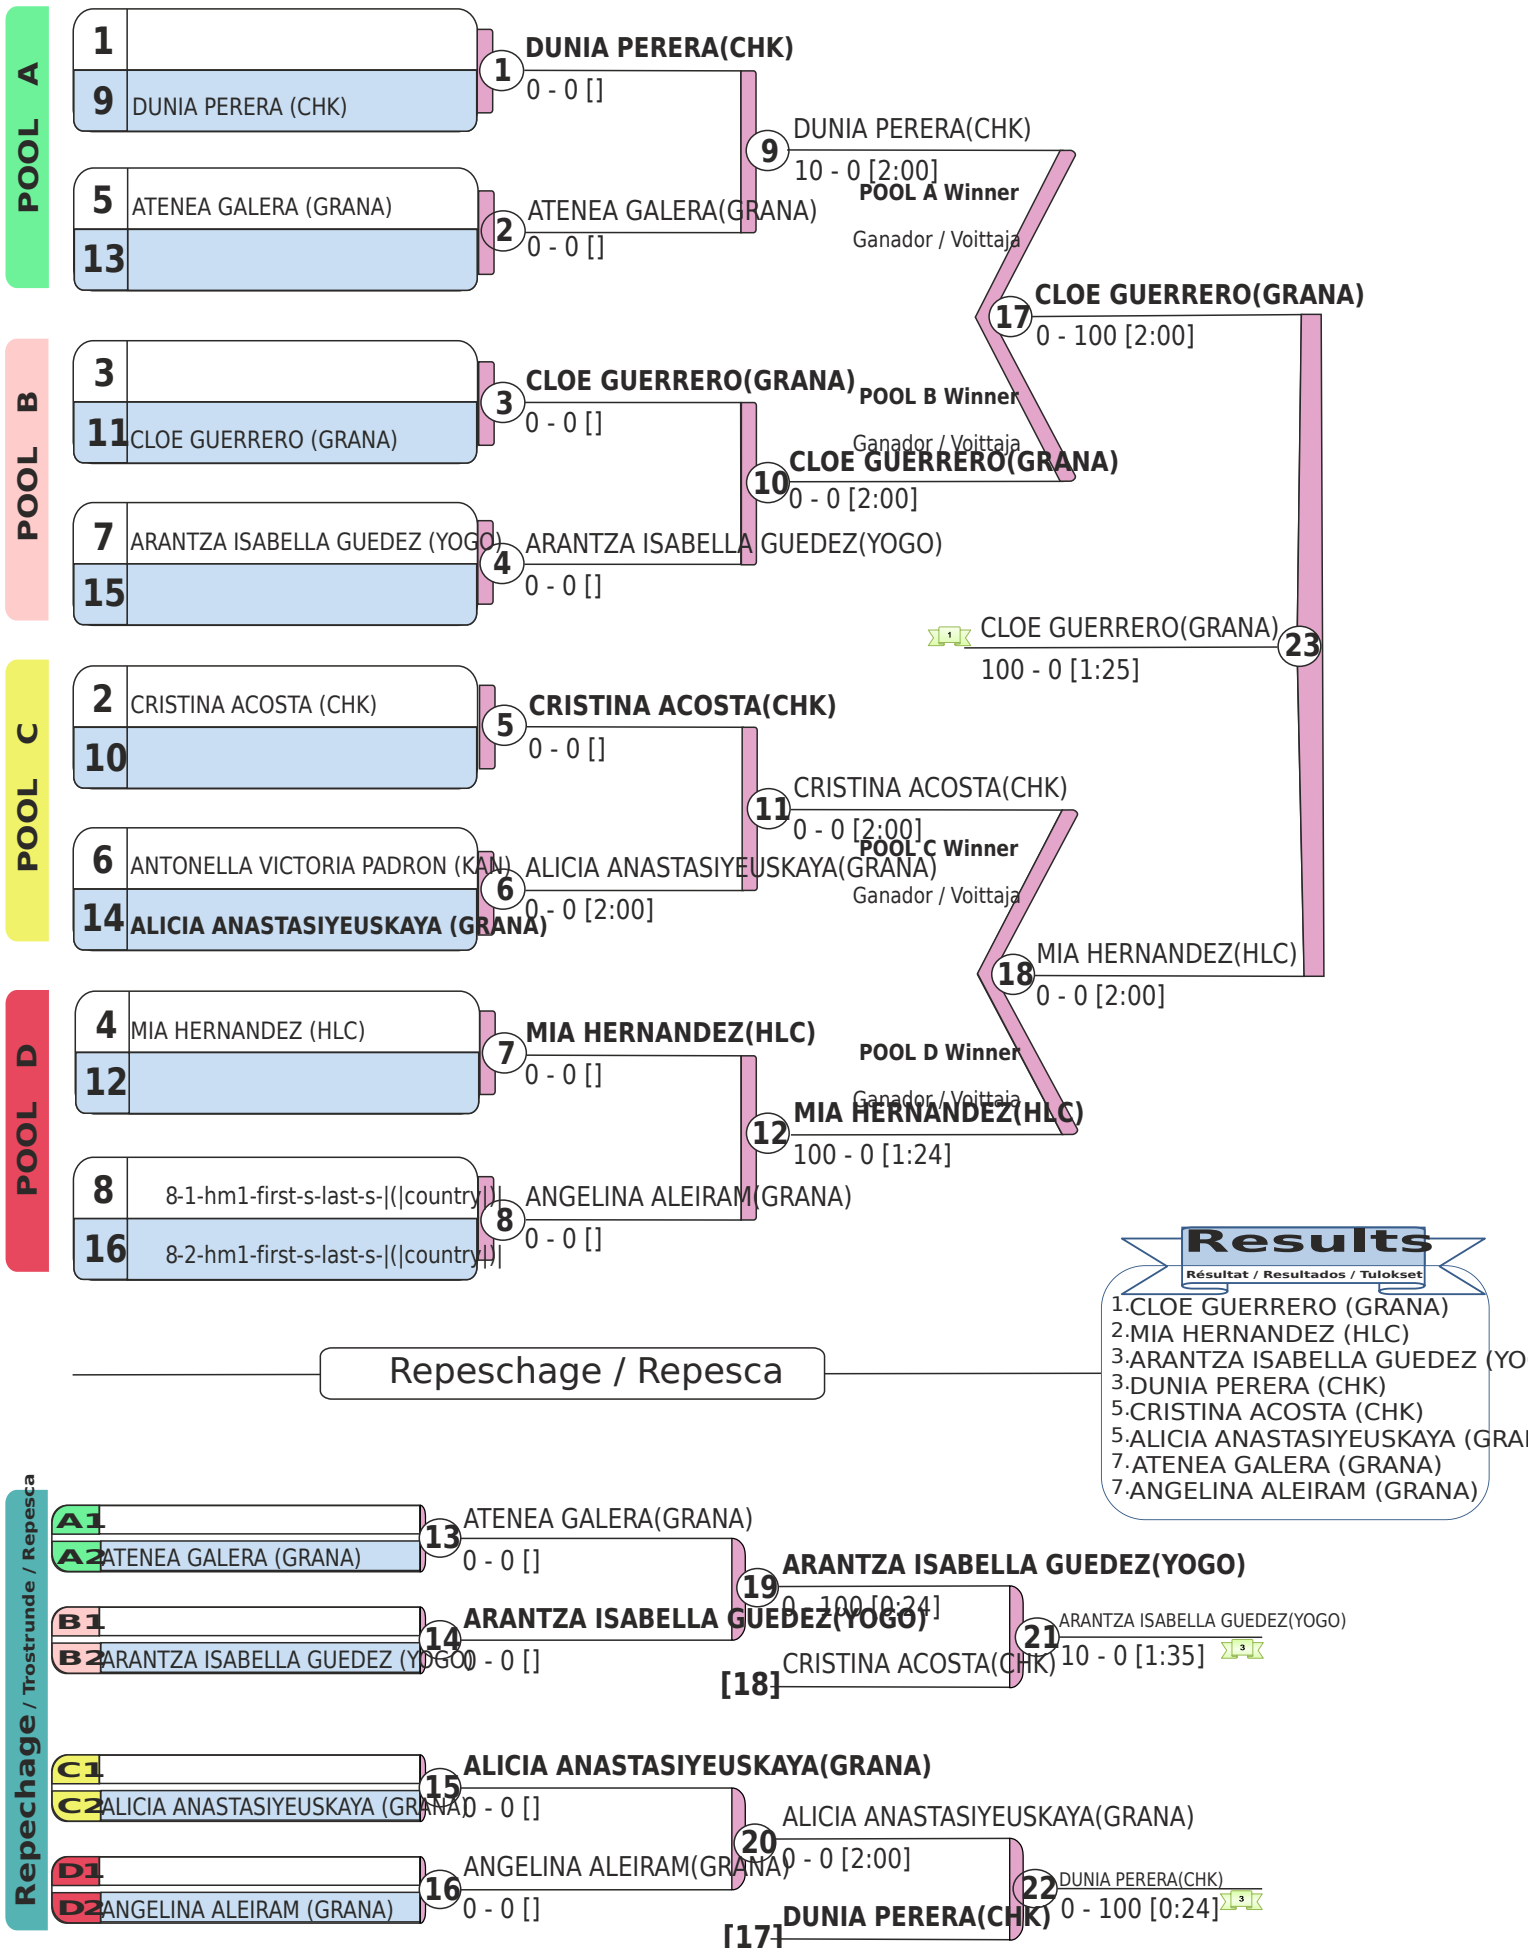 POOL A
1
9 DUNIA PERERA (CHK)
1
DUNIA PERERA(CHK)
0 - 0 []
5 ATENEA GALERA (GRANA)
13
2
ATENEA GALERA(GRANA)
0 - 0 []
9
DUNIA PERERA(CHK)
10 - 0 [2:00]
POOL A Winner
Ganador / Voittaja
17
CLOE GUERRERO(GRANA)
0 - 100 [2:00]
POOL B
3
11 CLOE GUERRERO (GRANA)
3
CLOE GUERRERO(GRANA)
0 - 0 []
POOL B Winner
Ganador / Voittaja
10
CLOE GUERRERO(GRANA)
0 - 0 [2:00]
7 ARANTZA ISABELLA GUEDEZ (YOGO)
15
4
ARANTZA ISABELLA GUEDEZ(YOGO)
0 - 0 []
1
CLOE GUERRERO(GRANA)
23
100 - 0 [1:25]
POOL C
2 CRISTINA ACOSTA (CHK)
10
5
CRISTINA ACOSTA(CHK)
0 - 0 []
11
CRISTINA ACOSTA(CHK)
0 - 0 [2:00]
POOL C Winner
Ganador / Voittaja
6 ANTONELLA VICTORIA PADRON (KAN)
14 ALICIA ANASTASIYEUSKAYA (GRANA)
6
ALICIA ANASTASIYEUSKAYA(GRANA)
0 - 0 [2:00]
18
MIA HERNANDEZ(HLC)
0 - 0 [2:00]
POOL D
4 MIA HERNANDEZ (HLC)
12
7
MIA HERNANDEZ(HLC)
0 - 0 []
POOL D Winner
Ganador / Voittaja
12
MIA HERNANDEZ(HLC)
100 - 0 [1:24]
8 8-1-hm1-first-s-last-s-|(|country|)|
16 8-2-hm1-first-s-last-s-|(|country|)|
8
ANGELINA ALEIRAM(GRANA)
0 - 0 []
Results
Résultat / Resultados / Tulokset
1. CLOE GUERRERO (GRANA)
2. MIA HERNANDEZ (HLC)
3. ARANTZA ISABELLA GUEDEZ (YO
3. DUNIA PERERA (CHK)
5. CRISTINA ACOSTA (CHK)
5. ALICIA ANASTASIYEUSKAYA (GRA
7. ATENEA GALERA (GRANA)
7. ANGELINA ALEIRAM (GRANA)
Repeschage / Repesca
Repechage / Trostrunde / Repesca
A1
A2 ATENEA GALERA (GRANA)
13
ATENEA GALERA(GRANA)
0 - 0 []
B1
B2 ARANTZA ISABELLA GUEDEZ (YOGO)
14
ARANTZA ISABELLA GUEDEZ(YOGO)
0 - 0 []
19
ARANTZA ISABELLA GUEDEZ(YOGO)
0 - 100 [0:24]
[18] CRISTINA ACOSTA(CHK)
21
ARANTZA ISABELLA GUEDEZ(YOGO)
10 - 0 [1:35]
3
C1
C2 ALICIA ANASTASIYEUSKAYA (GRANA)
15
ALICIA ANASTASIYEUSKAYA(GRANA)
0 - 0 []
D1
D2 ANGELINA ALEIRAM (GRANA)
16
ANGELINA ALEIRAM(GRANA)
0 - 0 []
20
ALICIA ANASTASIYEUSKAYA(GRANA)
0 - 0 [2:00]
[17] DUNIA PERERA(CHK)
22
DUNIA PERERA(CHK)
0 - 100 [0:24]
3